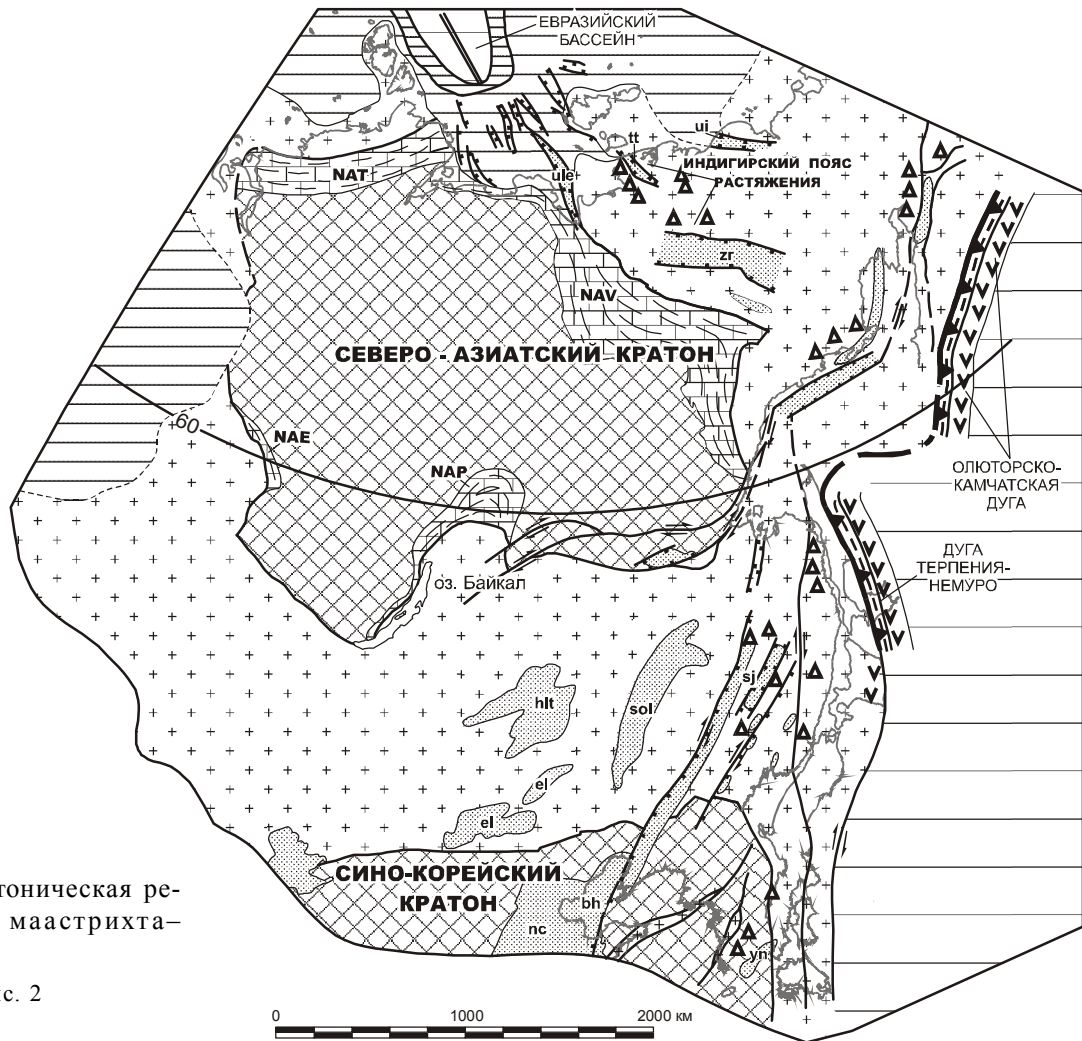 ЕВРАЗИЙСКИЙ
БАССЕЙН
uj
tt
ИНДИГИРСКИЙ ПОЯС
РАСТЯЖЕНИЯ
NAT
ule
zr
NAV
СЕВЕРО - АЗИАТСКИЙ КРАТОН
60
NAE
NAP
ОЛЮТОРСКО-
КАМЧАТСКАЯ
ДУГА
ДУГА
ТЕРПЕНИЯ-
НЕМУРО
оз. Байкал
sj
hlt
sol
el
el
СИНО-КОРЕЙСКИЙ
КРАТОН
bh
nc
yn
тоническая ре-
маастрихта–
ис. 2
0 1000 2000 км